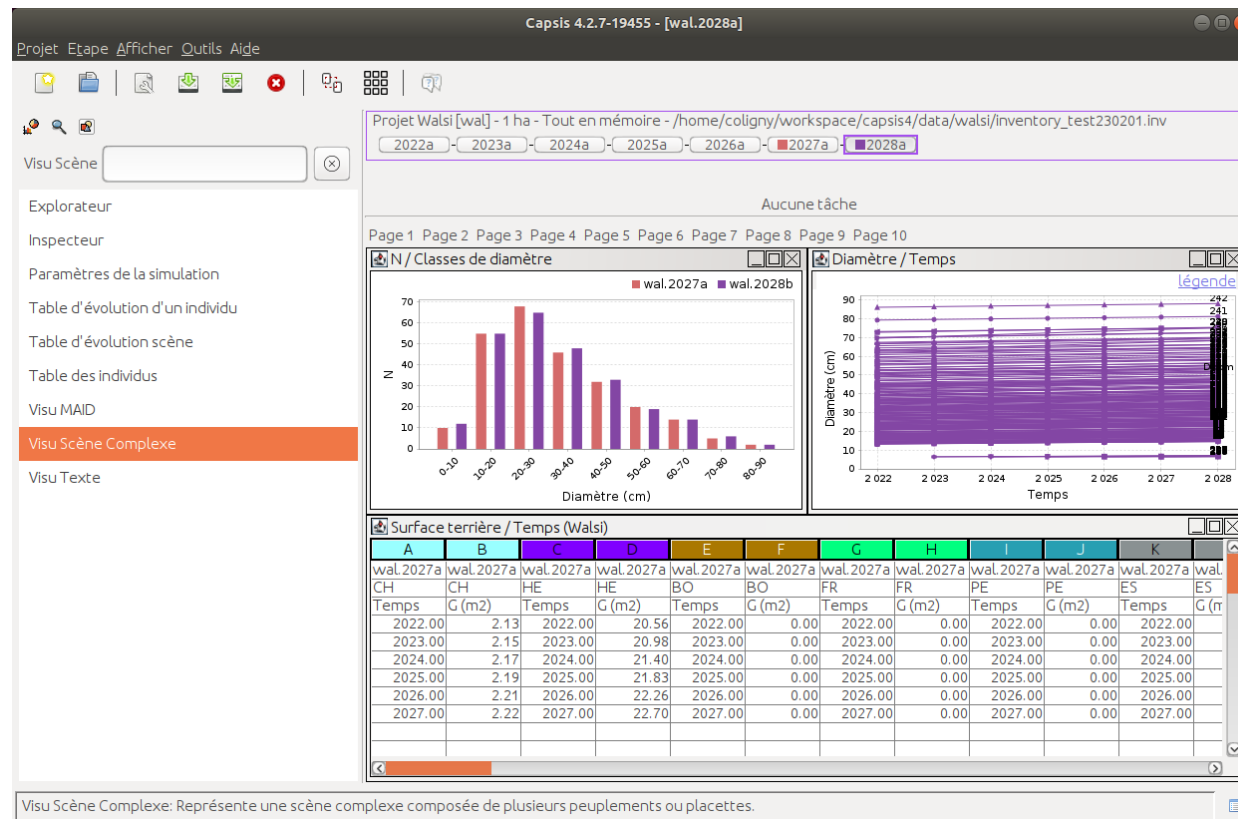 Capsis 4.2.7-19455 - [wal.2028a]
Projet Etape Afficher Outils Aide
Visu Scène
Explorateur
Inspecteur
Paramètres de la simulation
Table d'évolution d'un individu
Table d'évolution scène
Table des individus
Visu MAID
Visu Scène Complexe
Visu Texte
Projet Walsi [wal] - 1 ha - Tout en mémoire - /home/coligny/workspace/capsis4/data/walsi/inventory_test230201.inv
2022a - 2023a - 2024a - 2025a - 2026a - 2027a - 2028a
Aucune tâche
Page 1 Page 2 Page 3 Page 4 Page 5 Page 6 Page 7 Page 8 Page 9 Page 10
N / Classes de diamètre
wal.2027a wal.2028b
70
60
50
40
30
20
10
0
N
0-10 10-20 20-30 30-40 40-50 50-60 60-70 70-80 80-90
Diamètre (cm)
Diamètre / Temps
légende
90
80
70
60
50
40
30
20
10
0
Diamètre (cm)
242
241
2 022 2 023 2 024 2 025 2 026 2 027 2 028
Temps
Surface terrière / Temps (Walsi)
A B C D E F G H I J K
wal.2027a wal.2027a wal.2027a wal.2027a wal.2027a wal.2027a wal.2027a wal.2027a wal.2027a wal.2027a wal.2027a wal.
CH CH HE HE BO BO FR FR PE PE ES ES
Temps G (m2) Temps G (m2) Temps G (m2) Temps G (m2) Temps G (m2) Temps G (m
2022.00 2.13 2022.00 20.56 2022.00 0.00 2022.00 0.00 2022.00 0.00 2022.00
2023.00 2.15 2023.00 20.98 2023.00 0.00 2023.00 0.00 2023.00 0.00 2023.00
2024.00 2.17 2024.00 21.40 2024.00 0.00 2024.00 0.00 2024.00 0.00 2024.00
2025.00 2.19 2025.00 21.83 2025.00 0.00 2025.00 0.00 2025.00 0.00 2025.00
2026.00 2.21 2026.00 22.26 2026.00 0.00 2026.00 0.00 2026.00 0.00 2026.00
2027.00 2.22 2027.00 22.70 2027.00 0.00 2027.00 0.00 2027.00 0.00 2027.00
Visu Scène Complexe: Représente une scène complexe composée de plusieurs peuplements ou placettes.